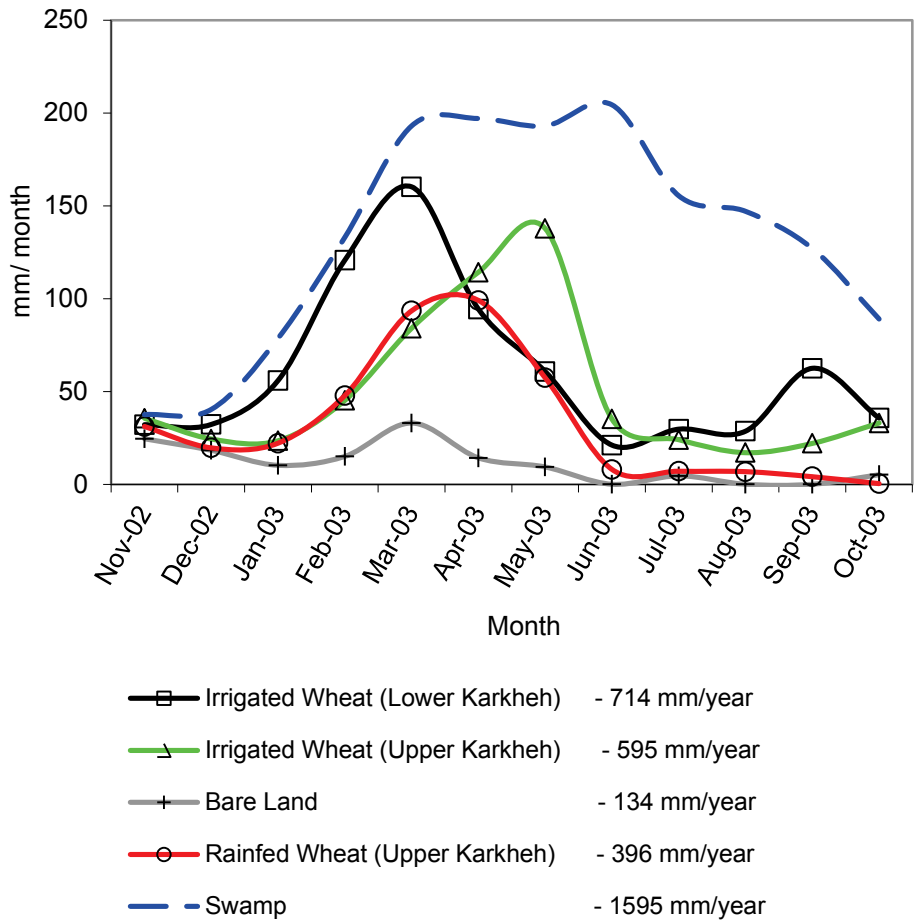 250
200
150
100
50
0
mm/ month
Nov-02
Dec-02
Jan-03
Feb-03
Mar-03
Apr-03
May-03
Jun-03
Jul-03
Aug-03
Sep-03
Oct-03
Month
Irrigated Wheat (Lower Karkheh) - 714 mm/year
Irrigated Wheat (Upper Karkheh) - 595 mm/year
Bare Land - 134 mm/year
Rainfed Wheat (Upper Karkheh) - 396 mm/year
Swamp - 1595 mm/year